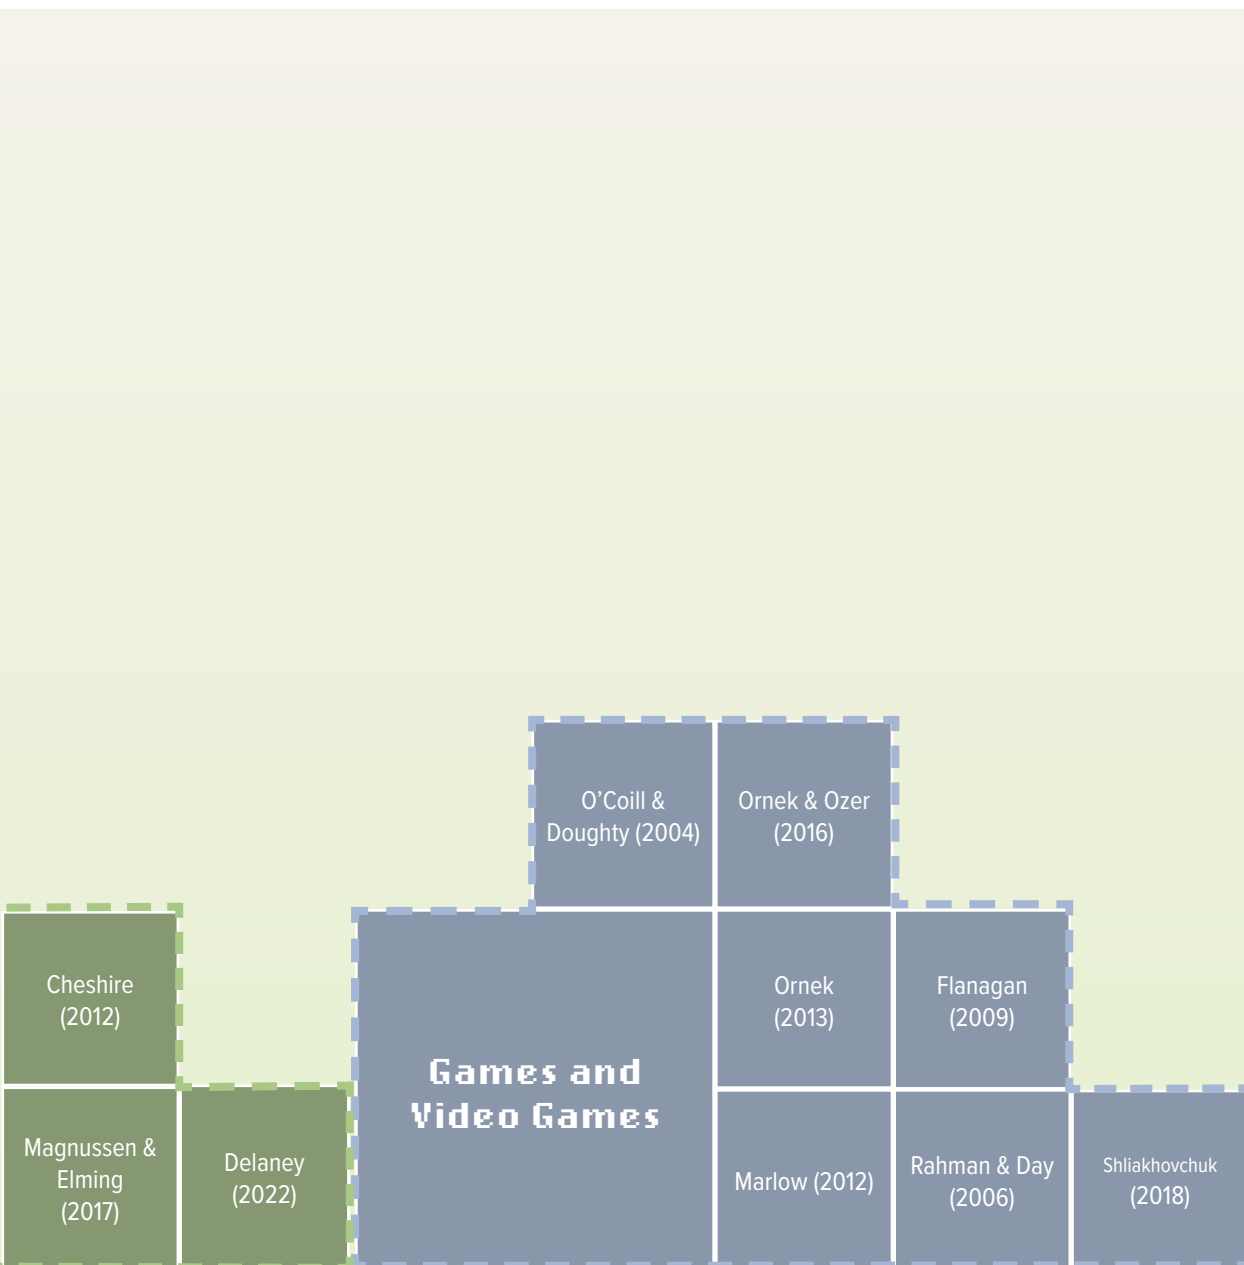 O’Coill &
Doughty (2004)
Ornek & Ozer
(2016)
Cheshire
(2012)
Ornek
(2013)
Flanagan
(2009)
Games and
Video Games
Magnussen &
Elming
(2017)
Delaney
(2022)
Marlow (2012)
Rahman & Day
(2006)
Shliakhovchuk
(2018)